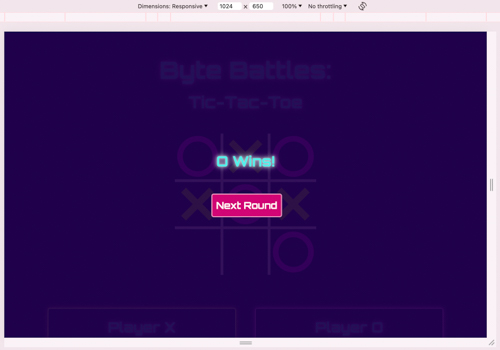 Dimensions: Responsive ▼ 1024 x 650 100% ▼ No throttling ▼
Byte Battles:
Tic-Tac-Toe
O Wins!
Next Round
Player X Player O